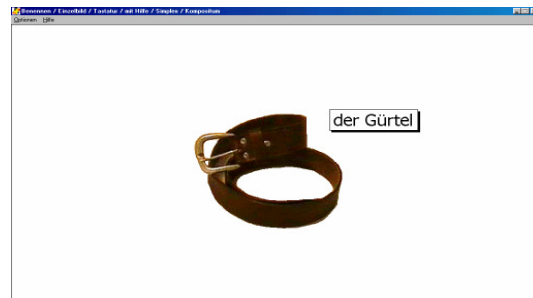 Benennen / Einzelbild / Tastatur / mit Hilfe / Simplex / Kompositum
Optionen Hilfe
der Gürtel